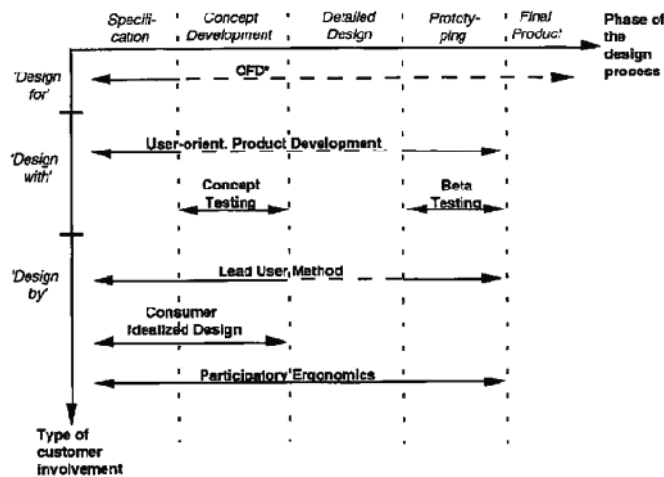 Specifi-
cation
Concept
Development
Detailed
Design
Prototy-
ping
Final
Product
Phase of
the
design
process
'Design
for'
QFD*
'Design
with'
User-orient. Product Development
Concept
Testing
Beta
Testing
'Design
by'
Lead User Method
Consumer
Idealized Design
Participatory Ergonomics
Type of
customer
involvement